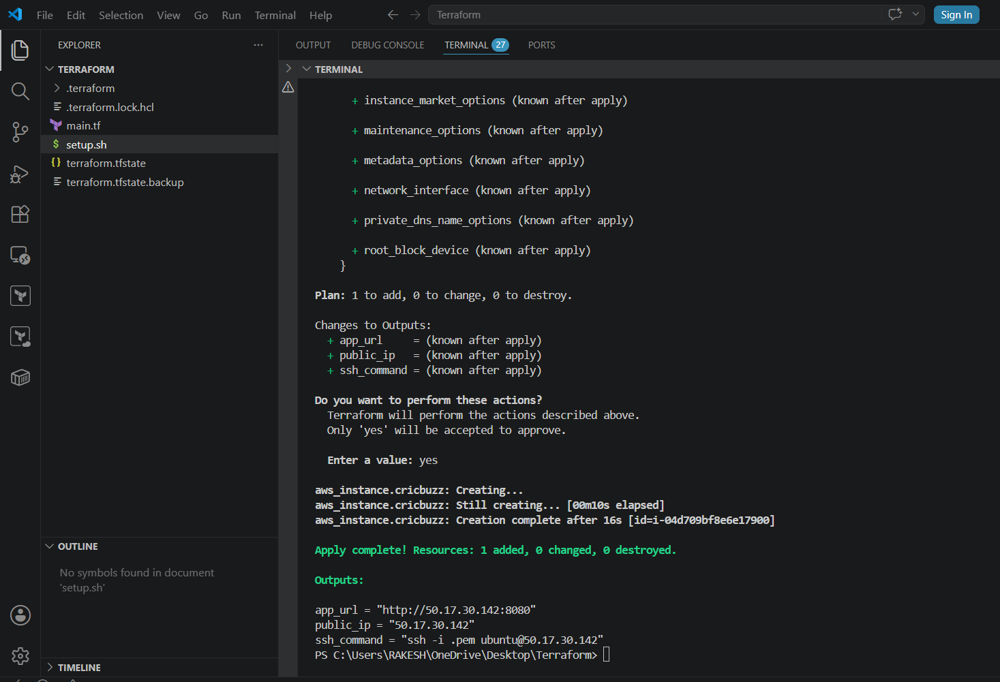 File Edit Selection View Go Run Terminal Help
Terraform
Sign In
EXPLORER
TERRAFORM
.terraform
.terraform.lock.hcl
main.tf
$ setup.sh
{} terraform.tfstate
terraform.tfstate.backup
OUTLINE
No symbols found in document
'setup.sh'
TIMELINE
OUTPUT DEBUG CONSOLE TERMINAL 27 PORTS
TERMINAL
+ instance_market_options (known after apply)
+ maintenance_options (known after apply)
+ metadata_options (known after apply)
+ network_interface (known after apply)
+ private_dns_name_options (known after apply)
+ root_block_device (known after apply)
}
Plan: 1 to add, 0 to change, 0 to destroy.
Changes to Outputs:
+ app_url     = (known after apply)
+ public_ip   = (known after apply)
+ ssh_command = (known after apply)
Do you want to perform these actions?
Terraform will perform the actions described above.
Only 'yes' will be accepted to approve.
Enter a value: yes
aws_instance.cricbuzz: Creating...
aws_instance.cricbuzz: Still creating... [00m10s elapsed]
aws_instance.cricbuzz: Creation complete after 16s [id=i-04d709bf8e6e17900]
Apply complete! Resources: 1 added, 0 changed, 0 destroyed.
Outputs:
app_url = "http://50.17.30.142:8080"
public_ip = "50.17.30.142"
ssh_command = "ssh -i .pem ubuntu@50.17.30.142"
PS C:\Users\RAKESH\OneDrive\Desktop\Terraform>